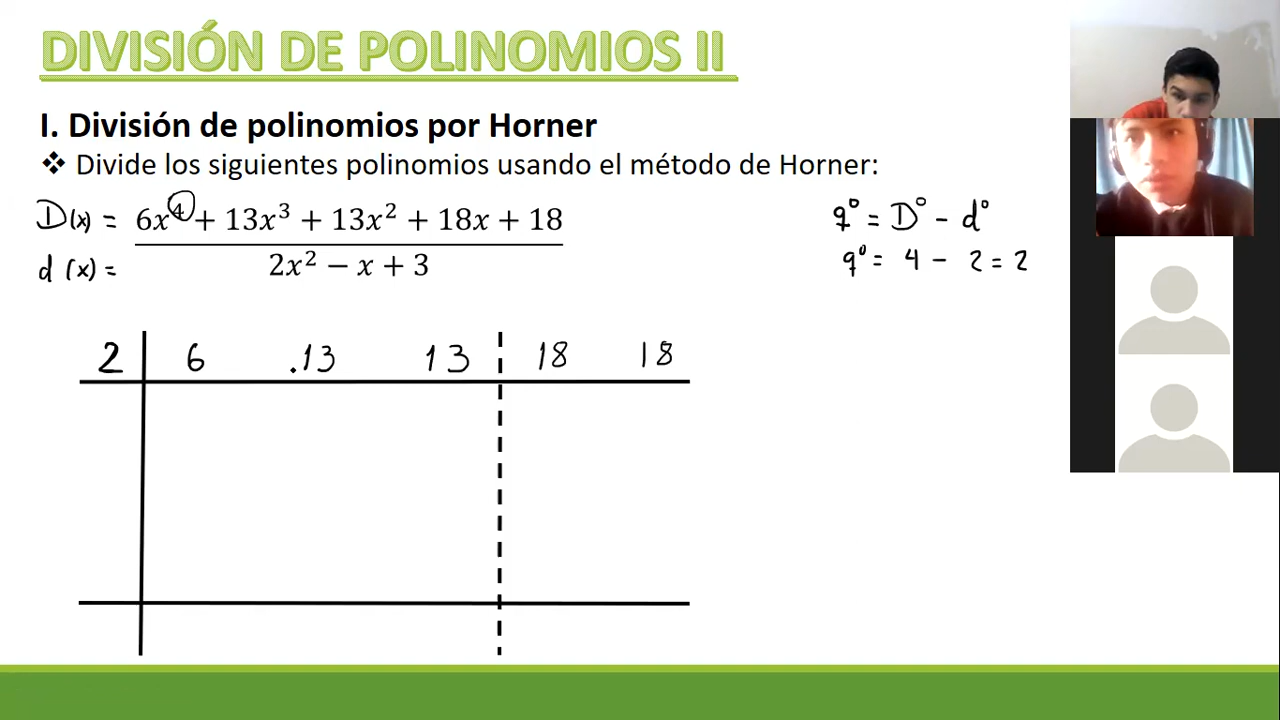 DIVISIÓN DE POLINOMIOS II
I. División de polinomios por Horner
❖ Divide los siguientes polinomios usando el método de Horner:
D(x) = 6x⁴ + 13x³ + 13x² + 18x + 18
d(x) = 2x² − x + 3
q° = D° - d°
q° = 4 - 2 = 2
2 6 .13 13 18 18